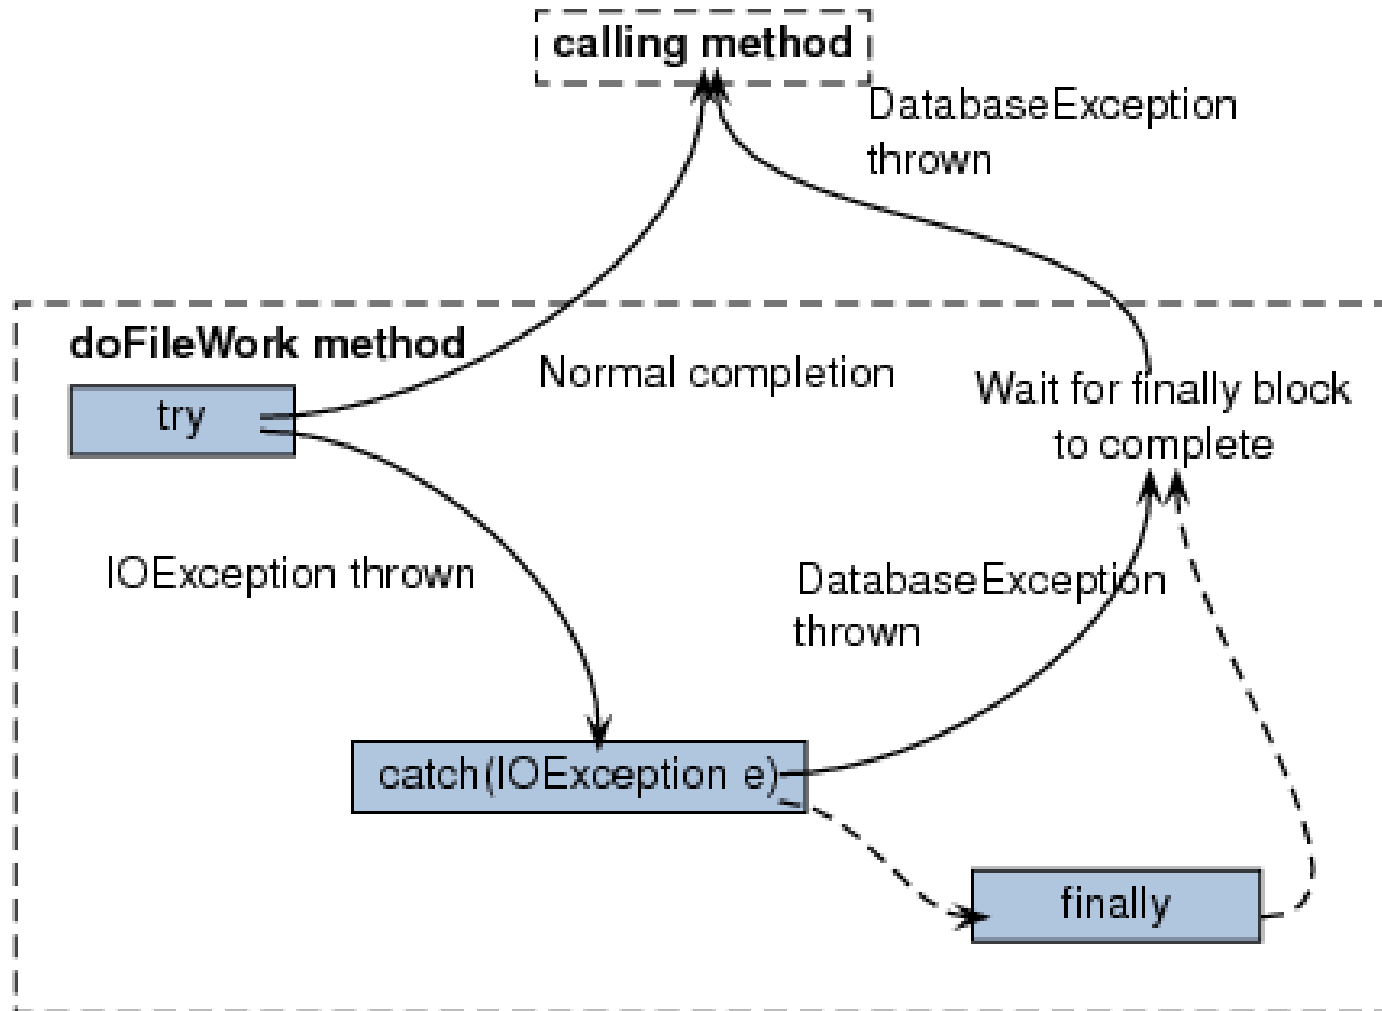 calling method
DatabaseException
thrown
doFileWork method
Normal completion
try
Wait for finally block
to complete
IOException thrown
DatabaseException
thrown
catch(IOException e)
finally